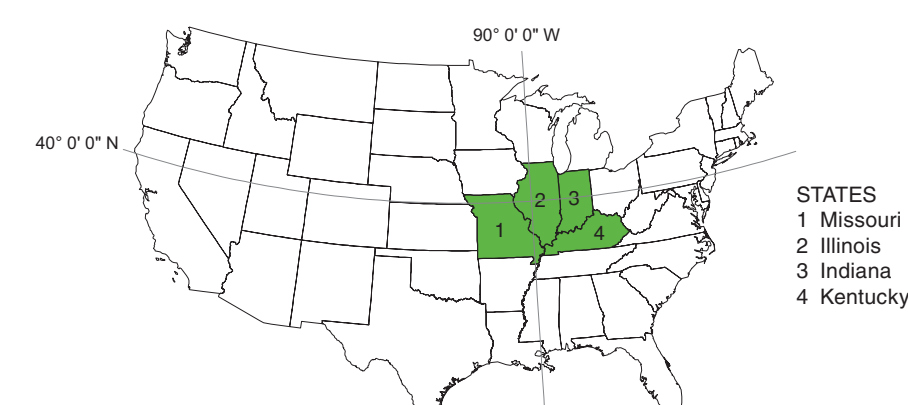 90° 0' 0" W
40° 0' 0" N
2
3
1
4
STATES
1 Missouri
2 Illinois
3 Indiana
4 Kentucky